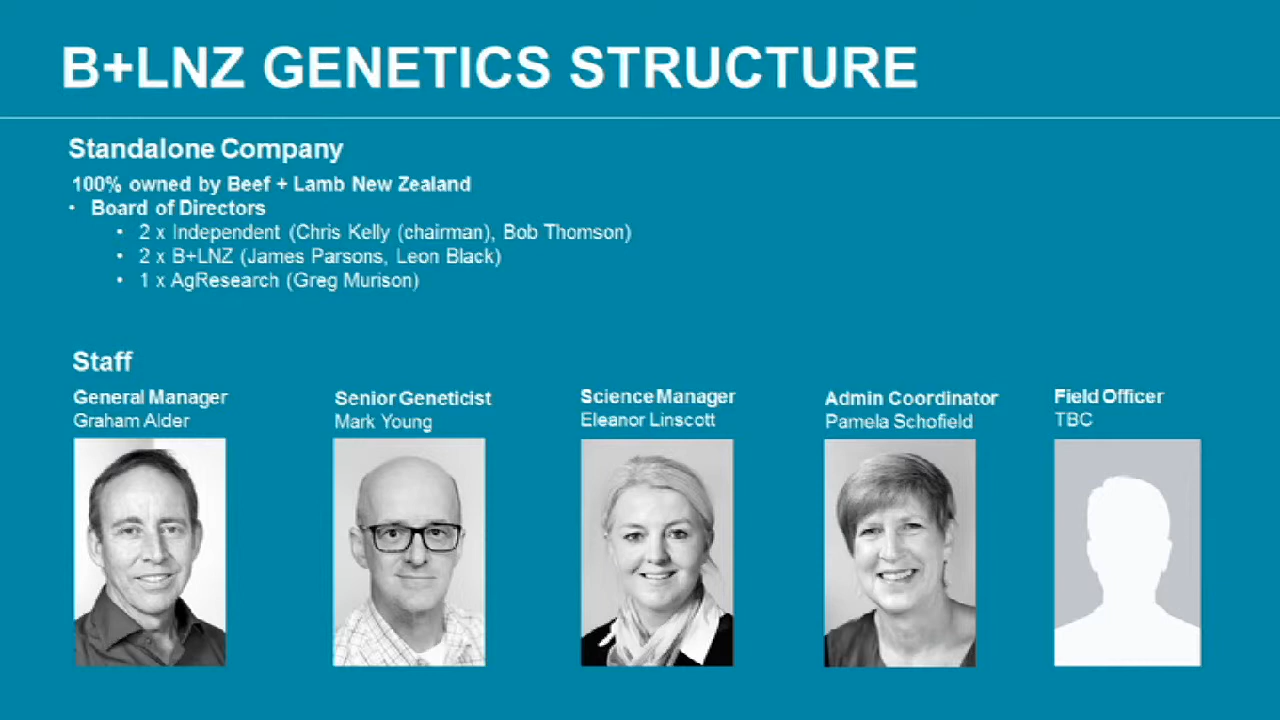 B+LNZ GENETICS STRUCTURE
Standalone Company
100% owned by Beef + Lamb New Zealand
• Board of Directors
• 2 x Independent (Chris Kelly (chairman), Bob Thomson)
• 2 x B+LNZ (James Parsons, Leon Black)
• 1 x AgResearch (Greg Murison)
Staff
General Manager
Graham Alder
Senior Geneticist
Mark Young
Science Manager
Eleanor Linscott
Admin Coordinator
Pamela Schofield
Field Officer
TBC